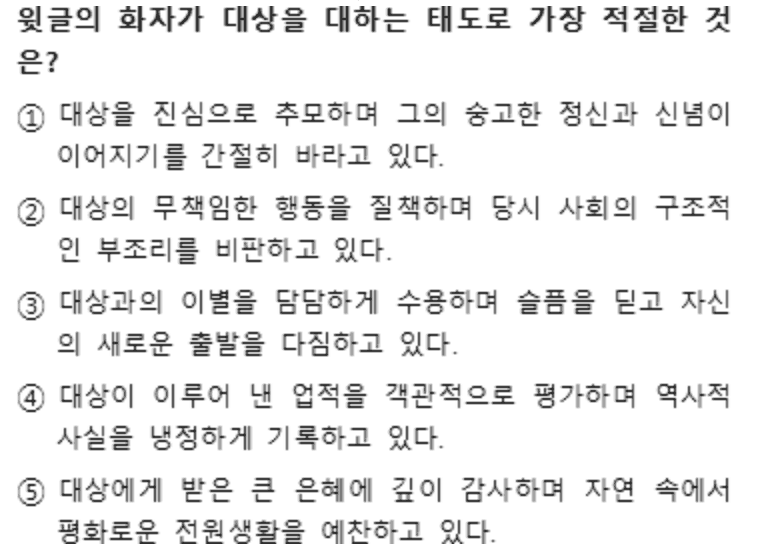 윗글의 화자가 대상을 대하는 태도로 가장 적절한 것
은?
① 대상을 진심으로 추모하며 그의 숭고한 정신과 신념이
이어지기를 간절히 바라고 있다.
② 대상의 무책임한 행동을 질책하며 당시 사회의 구조적
인 부조리를 비판하고 있다.
③ 대상과의 이별을 담담하게 수용하며 슬픔을 딛고 자신
의 새로운 출발을 다짐하고 있다.
④ 대상이 이루어 낸 업적을 객관적으로 평가하며 역사적
사실을 냉정하게 기록하고 있다.
⑤ 대상에게 받은 큰 은혜에 깊이 감사하며 자연 속에서
평화로운 전원생활을 예찬하고 있다.